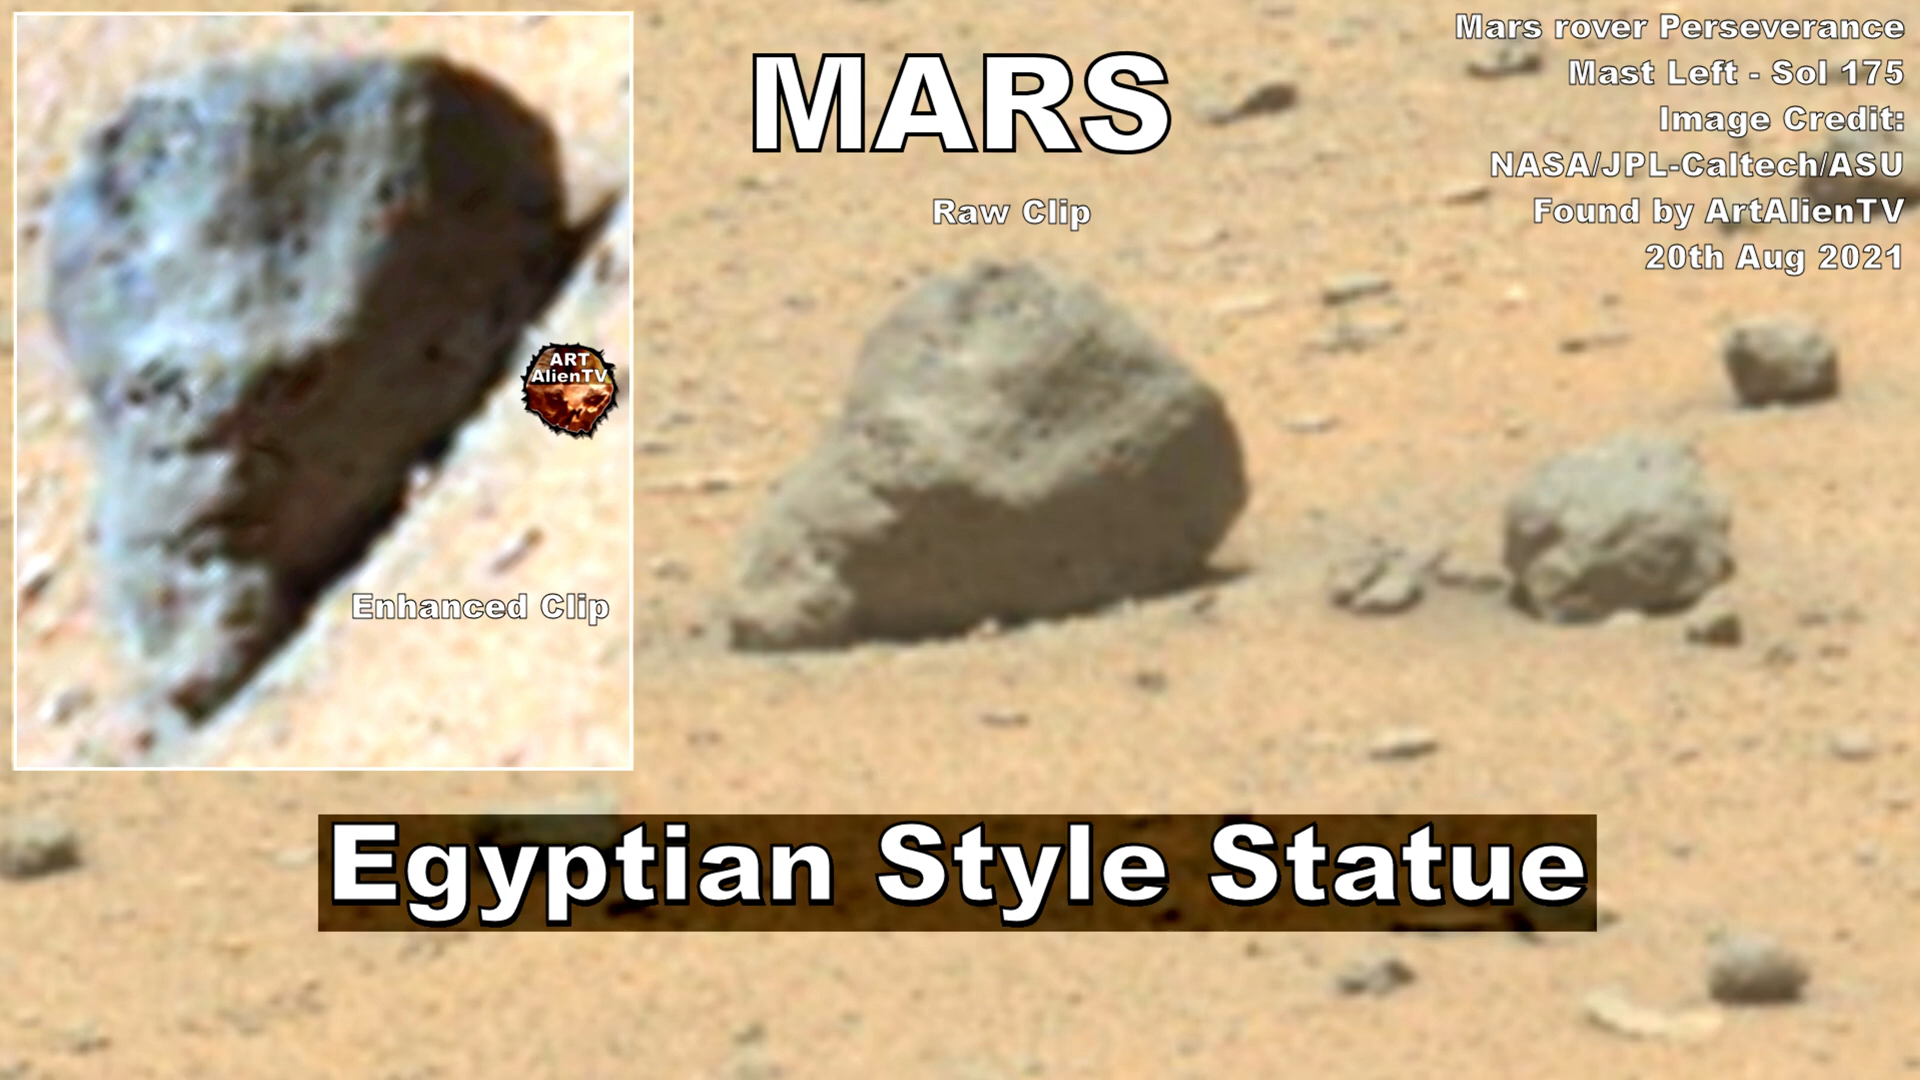 MARS
Raw Clip
Mars rover Perseverance
Mast Left - Sol 175
Image Credit:
NASA/JPL-Caltech/ASU
Found by ArtAlienTV
20th Aug 2021
ART
AlienTV
Enhanced Clip
Egyptian Style Statue